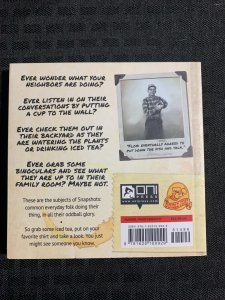 Ever wonder what your
neighbors are doing?
Ever listen in on their
conversations by putting
a cup to the wall?
Ever check them out in
their backyard as
they are watering the plants
or drinking iced tea?
Ever grab some
binoculars and see what
they are up to in their
family room? Maybe not.
These are the subjects of Snapshots:
common everyday folk doing their
thing, in all their oddball glory.
So grab some iced tea, put on your
favorite shirt and take a look. You just
might see someone you know.
"Floyd eventually agreed to
put down the
and talk."
oni
PRESS